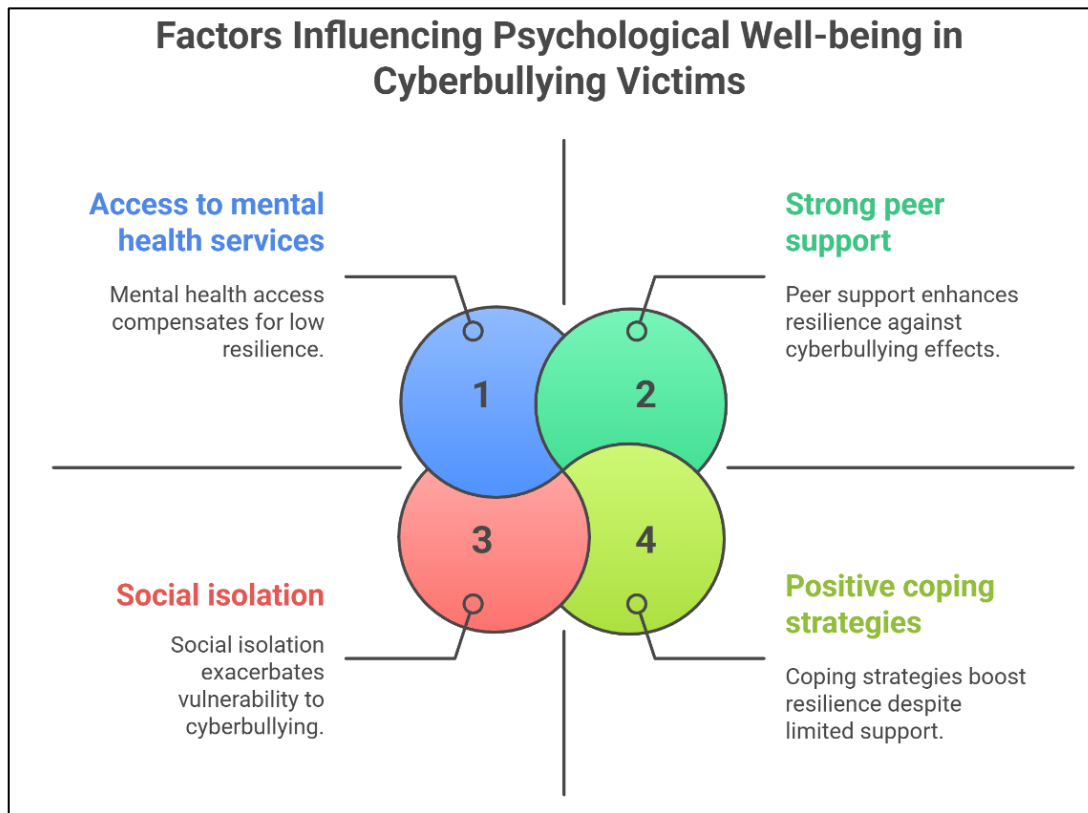 Factors Influencing Psychological Well-being in
Cyberbullying Victims
Access to mental
health services
Mental health access
compensates for low
resilience.
Strong peer
support
Peer support enhances
resilience against
cyberbullying effects.
1
2
3
4
Social isolation
Social isolation
exacerbates
vulnerability to
cyberbullying.
Positive coping
strategies
Coping strategies boost
resilience despite
limited support.